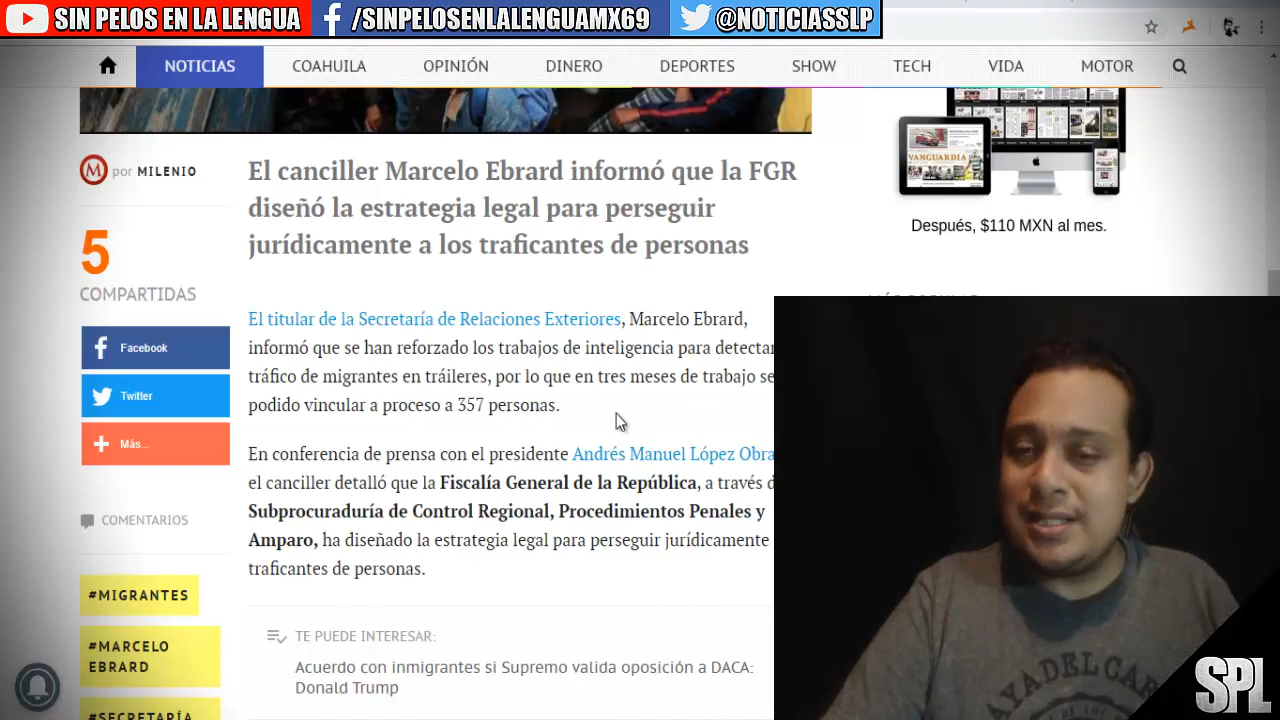 SIN PELOS EN LA LENGUA
/SINPELOSENLALENGUAMX69
@NOTICIASSLP
NOTICIAS
COAHUILA
OPINIÓN
DINERO
DEPORTES
SHOW
TECH
VIDA
MOTOR
VANGUARDIA
Después, $110 MXN al mes.
M
por MILENIO
5
COMPARTIDAS
Facebook
Twitter
Más...
COMENTARIOS
#MIGRANTES
#MARCELO
EBRARD
#SECRETARÍA
El canciller Marcelo Ebrard informó que la FGR
diseñó la estrategia legal para perseguir
jurídicamente a los traficantes de personas
El titular de la Secretaría de Relaciones Exteriores, Marcelo Ebrard,
informó que se han reforzado los trabajos de inteligencia para detectar
tráfico de migrantes en tráileres, por lo que en tres meses de trabajo se
podido vincular a proceso a 357 personas.
En conferencia de prensa con el presidente Andrés Manuel López Obra
el canciller detalló que la Fiscalía General de la República, a través d
Subprocuraduría de Control Regional, Procedimientos Penales y
Amparo, ha diseñado la estrategia legal para perseguir jurídicamente
traficantes de personas.
TE PUEDE INTERESAR:
Acuerdo con inmigrantes si Supremo valida oposición a DACA:
Donald Trump
SPL